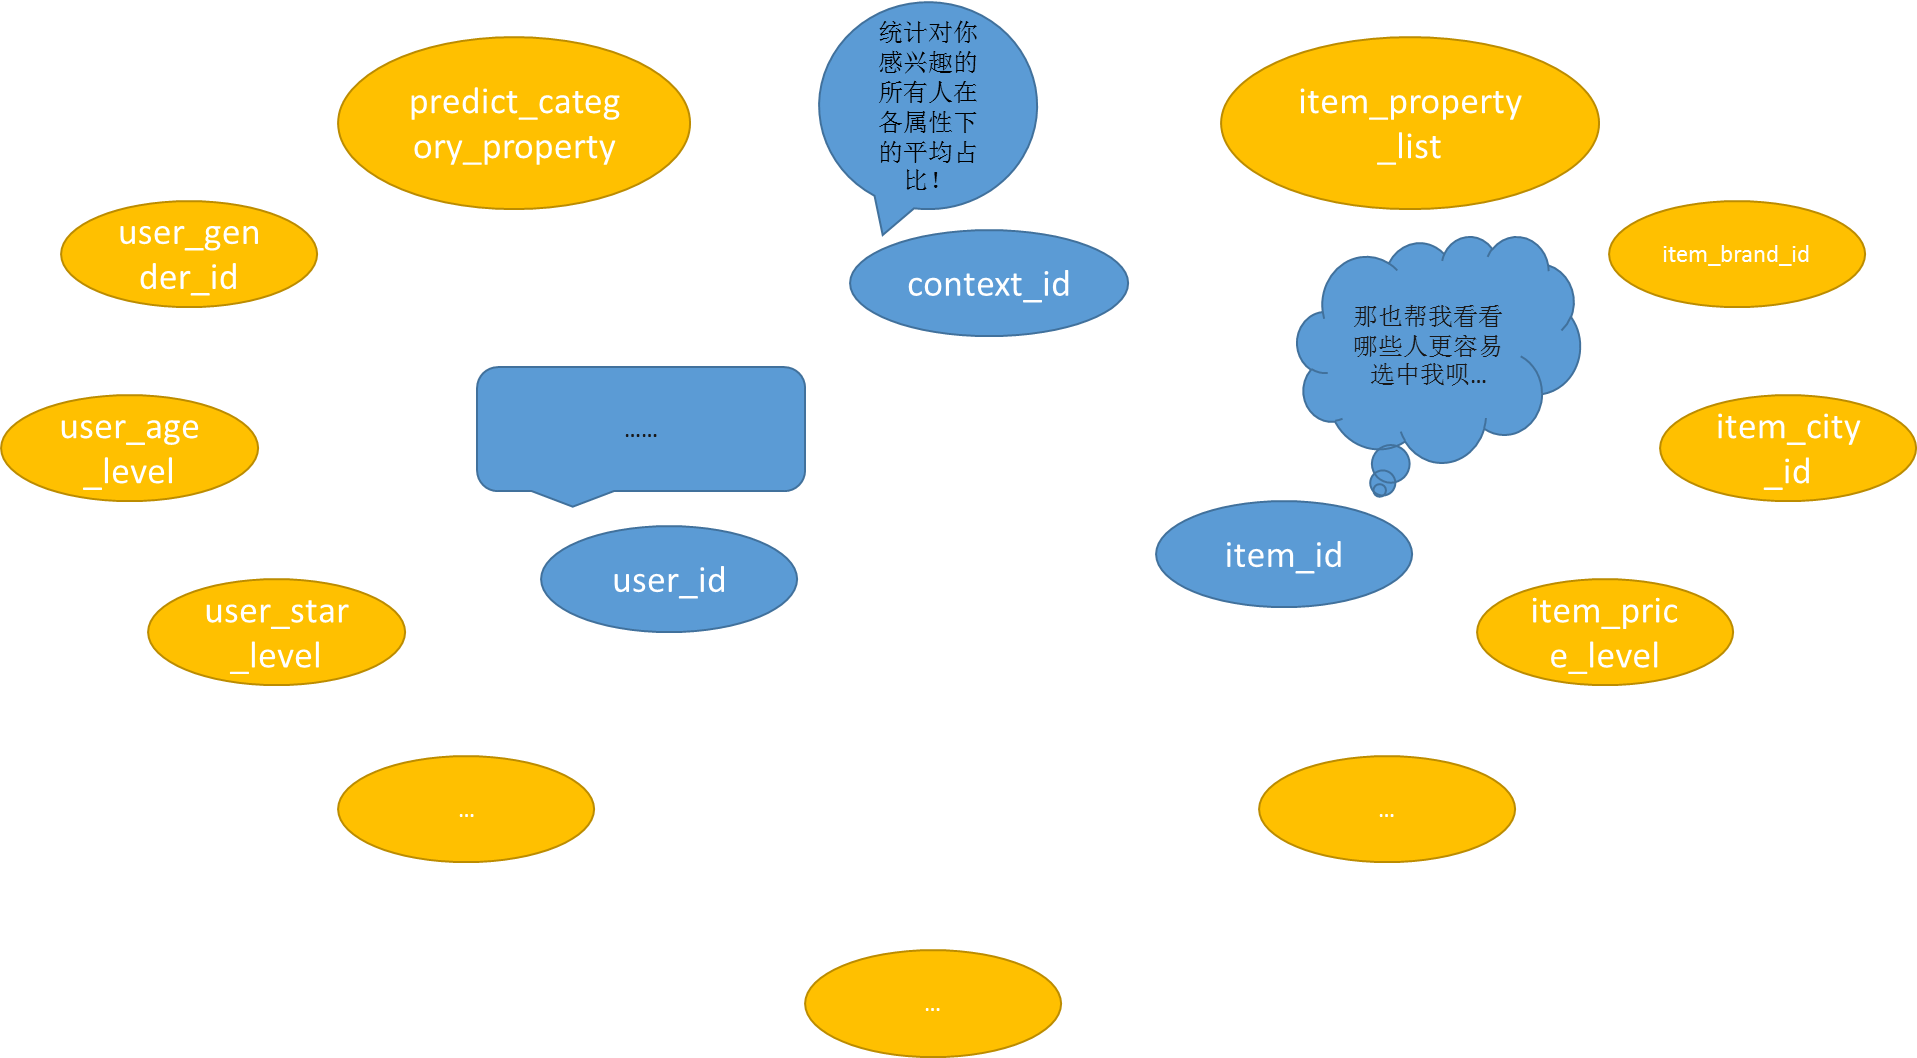 统计对你
感兴趣的
所有人在
各属性下
的平均占
比！
predict_categ
ory_property
item_property
_list
user_gen
der_id
item_brand_id
context_id
那也帮我看看
哪些人更容易
选中我呗...
user_age
_level
......
item_city
_id
item_id
user_id
user_star
_level
item_pric
e_level
...
...
...